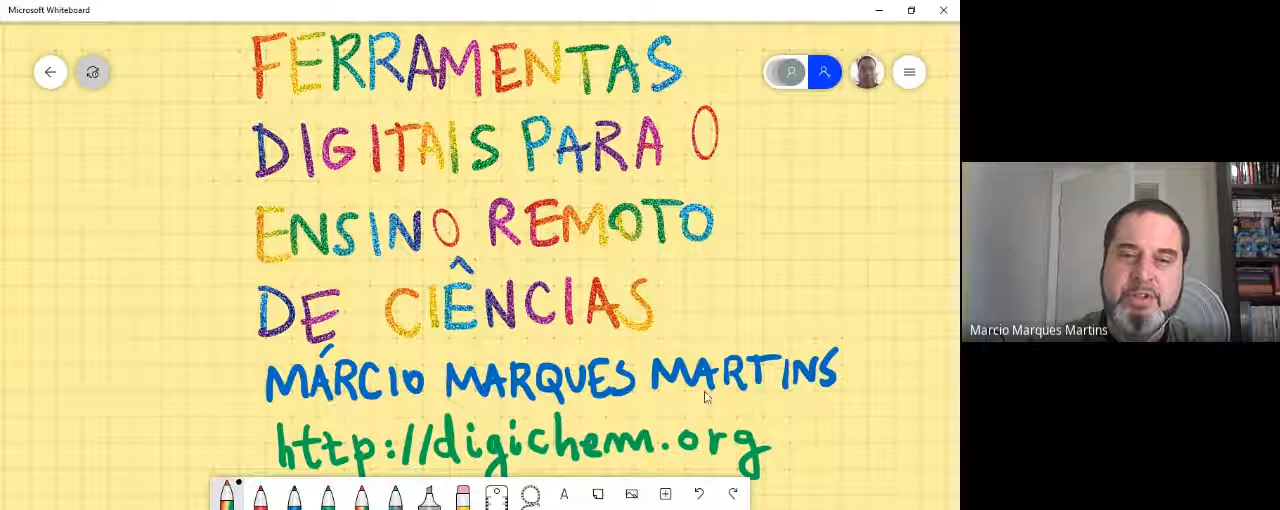 Microsoft Whiteboard
FERRAMENTAS
DIGITAIS PARA O
ENSINO REMOTO
DE CIÊNCIAS
MÁRCIO MARQUES MARTINS
http://digichem.org
Marcio Marques Martins